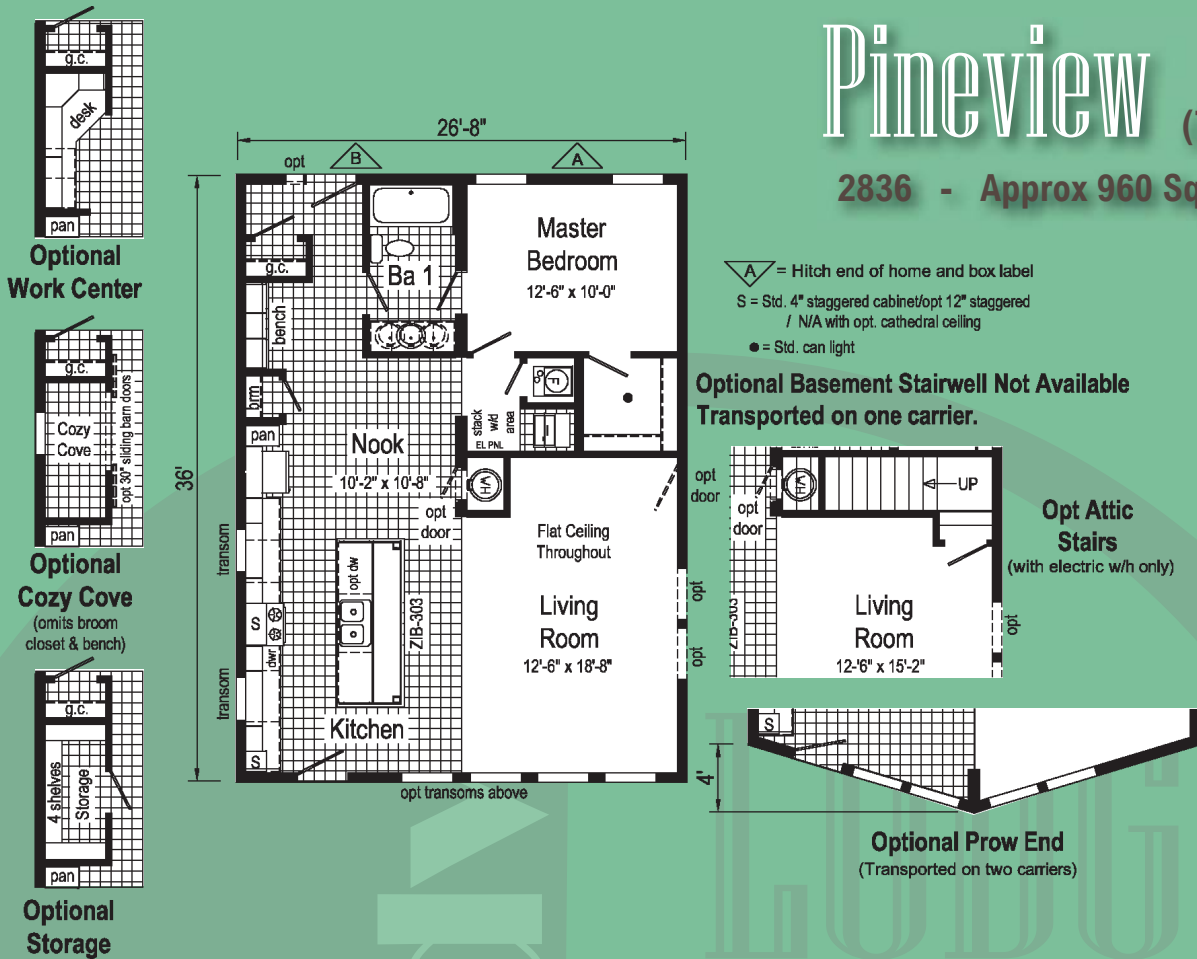 Pineview
2836 - Approx 960 Sq
g.c.
desk
pan
Optional
Work Center
g.c.
Cozy
Cove
opt 30" sliding barn doors
pan
Optional
Cozy Cove
(omits broom
closet & bench)
g.c.
4 shelves
Storage
pan
Optional
Storage
26'-8"
36'
opt
B
A
g.c.
Ba 1
Master
Bedroom
12'-6" x 10'-0"
bench
brm
pan
F
stack
w/d
area
EL PNL
Nook
10'-2" x 10'-8"
WH
opt
door
opt
door
transom
Flat Ceiling
Throughout
opt dw
ZIB-303
S
dwr
Living
Room
12'-6" x 18'-8"
opt
opt
transom
Kitchen
S
opt transoms above
A = Hitch end of home and box label
S = Std. 4" staggered cabinet/opt 12" staggered
/ N/A with opt. cathedral ceiling
● = Std. can light
Optional Basement Stairwell Not Available
Transported on one carrier.
WH
UP
opt
door
Opt Attic
Stairs
(with electric w/h only)
ZIB-303
Living
Room
12-'6" x 15'-2"
opt
S
4'
Optional Prow End
(Transported on two carriers)
LODG